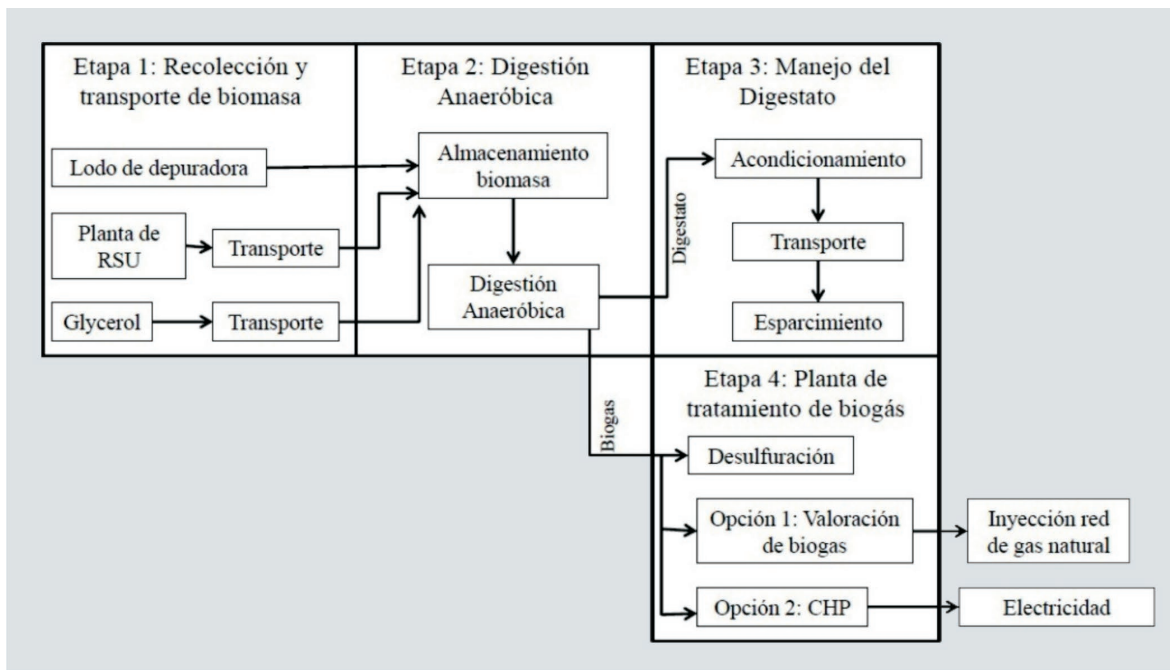 Etapa 1: Recolección y
transporte de biomasa
Lodo de depuradora
Planta de
RSU
Transporte
Glycerol
Transporte
Etapa 2: Digestión
Anaeróbica
Almacenamiento
biomasa
Digestión
Anaeróbica
Digestato
Biogas
Etapa 3: Manejo del
Digestato
Acondicionamiento
Transporte
Esparcimiento
Etapa 4: Planta de
tratamiento de biogás
Desulfuración
Opción 1: Valoración
de biogas
Inyección red
de gas natural
Opción 2: CHP
Electricidad